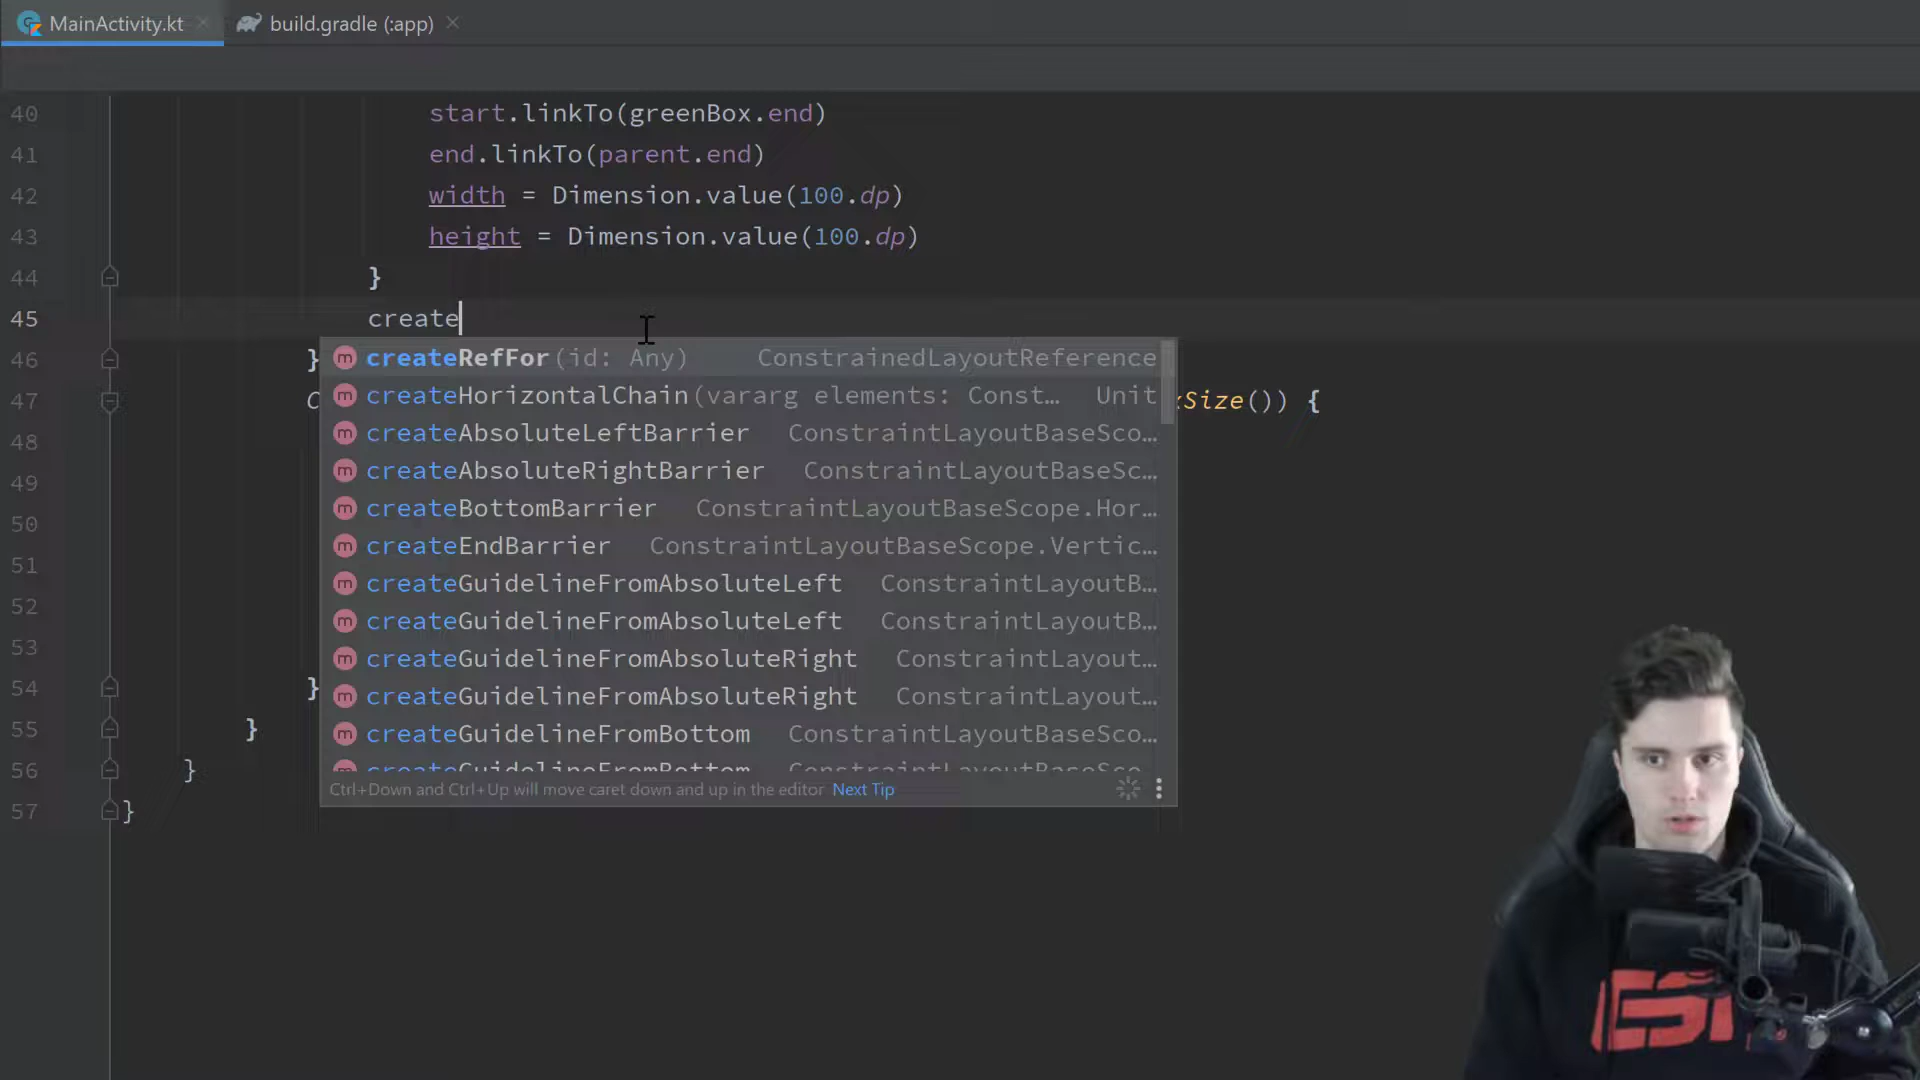 MainActivity.kt
build.gradle (:app)
40 start.linkTo(greenBox.end)
41 end.linkTo(parent.end)
42 width = Dimension.value(100.dp)
43 height = Dimension.value(100.dp)
44 }
45 create
createRefFor(id: Any) ConstrainedLayoutReference
46 }
createHorizontalChain(vararg elements: Const… Unit
47 C Size()) {
createAbsoluteLeftBarrier ConstraintLayoutBaseSco…
48
createAbsoluteRightBarrier ConstraintLayoutBaseSc…
49
createBottomBarrier ConstraintLayoutBaseScope.Hor…
50
createEndBarrier ConstraintLayoutBaseScope.Vertic…
51
createGuidelineFromAbsoluteLeft ConstraintLayoutB…
52
createGuidelineFromAbsoluteLeft ConstraintLayoutB…
53
createGuidelineFromAbsoluteRight ConstraintLayout…
54 }
createGuidelineFromAbsoluteRight ConstraintLayout…
55 }
createGuidelineFromBottom ConstraintLayoutBaseSco…
56 }
createGuidelineFromBottom ConstraintLayoutBaseSco…
Ctrl+Down and Ctrl+Up will move caret down and up in the editor Next Tip
57 }